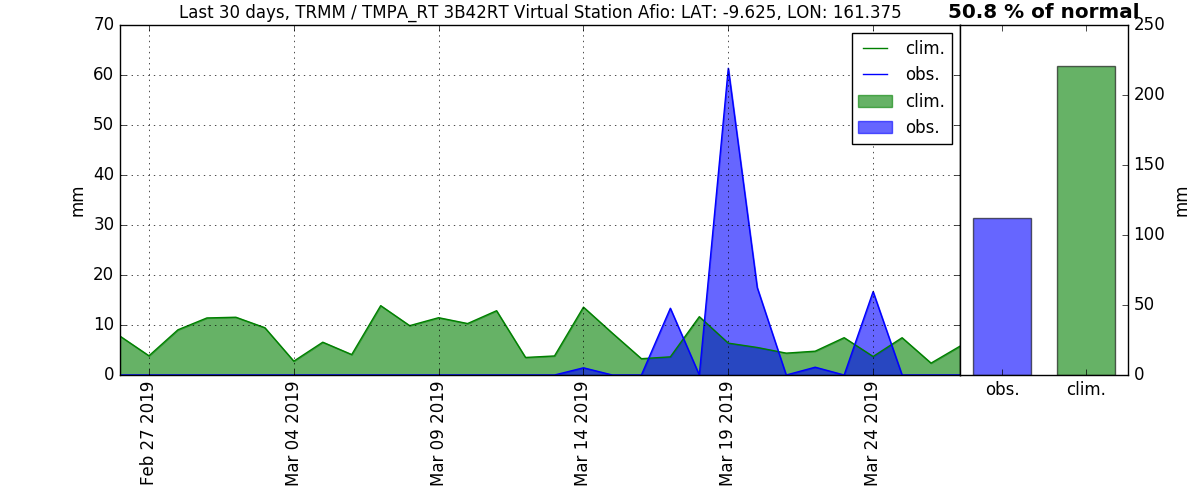 Last 30 days, TRMM / TMPA_RT 3B42RT Virtual Station Afio: LAT: -9.625, LON: 161.375
50.8 % of normal
70
60
50
40
30
20
10
0
mm
clim.
obs.
clim.
obs.
Feb 27 2019
Mar 04 2019
Mar 09 2019
Mar 14 2019
Mar 19 2019
Mar 24 2019
250
200
150
100
50
0
mm
obs.
clim.